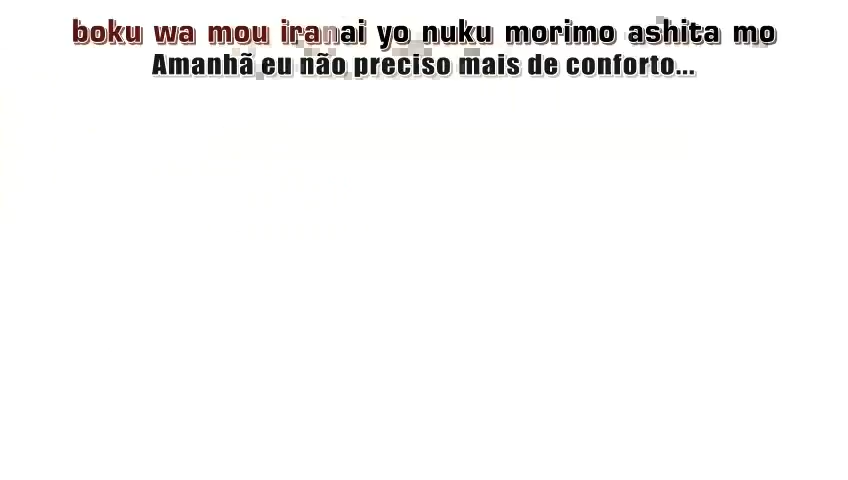 boku wa mou iranai yo nuku morimo ashita mo
Amanhã eu não preciso mais de conforto...